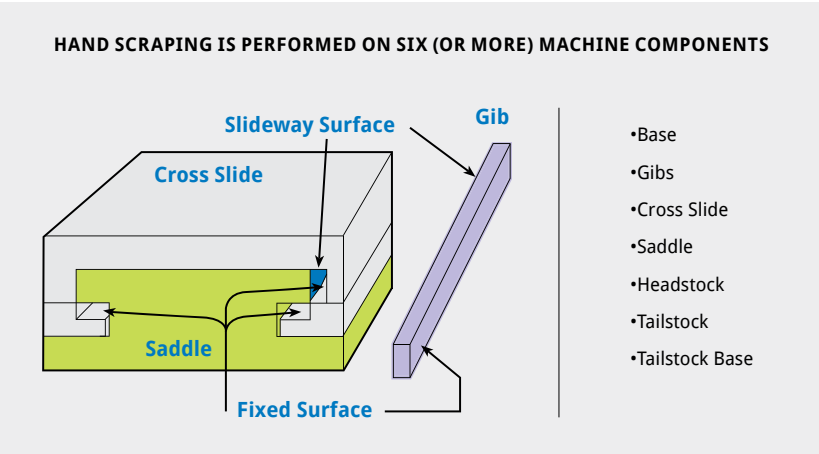 HAND SCRAPING IS PERFORMED ON SIX (OR MORE) MACHINE COMPONENTS
Slideway Surface
Gib
Cross Slide
Saddle
Fixed Surface
•Base
•Gibs
•Cross Slide
•Saddle
•Headstock
•Tailstock
•Tailstock Base